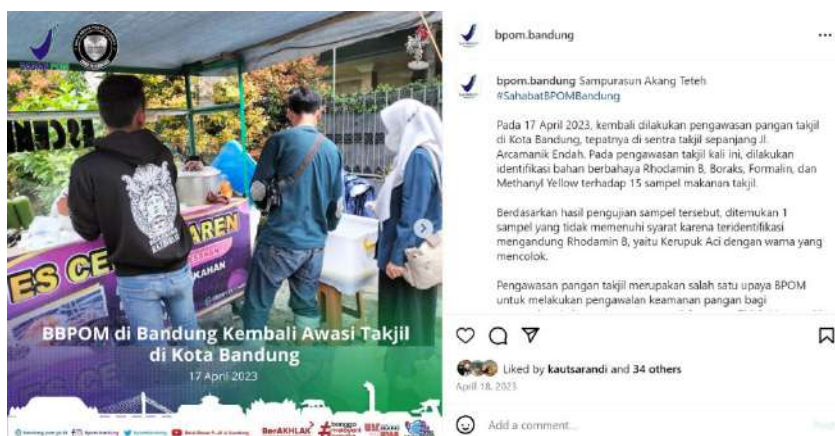 ES CE
AREN
KAHAN
BBPOM di Bandung Kembali Awasi Takjil
di Kota Bandung
17 April 2023
BerAKHLAK
bpom.bandung
bpom.bandung Sampurasun Akang Teteh
#SahabatBPOMBandung
Pada 17 April 2023, kembali dilakukan pengawasan pangan takjil
di Kota Bandung, tepatnya di sentra takjil sepanjang Jl.
Arcamanik Endah. Pada pengawasan takjil kali ini, dilakukan
identifikasi bahan berbahaya Rhodamin B, Boraks, Formalin, dan
Methanyl Yellow terhadap 15 sampel makanan takjil.
Berdasarkan hasil pengujian sampel tersebut, ditemukan 1
sampel yang tidak memenuhi syarat karena teridentifikasi
mengandung Rhodamin B, yaitu Kerupuk Aci dengan warna yang
mencolok.
Pengawasan pangan takjil merupakan salah satu upaya BPOM
untuk melakukan pengawalan keamanan pangan bagi
Liked by kautsarandi and 34 others
April 18, 2023
Add a comment...
Post